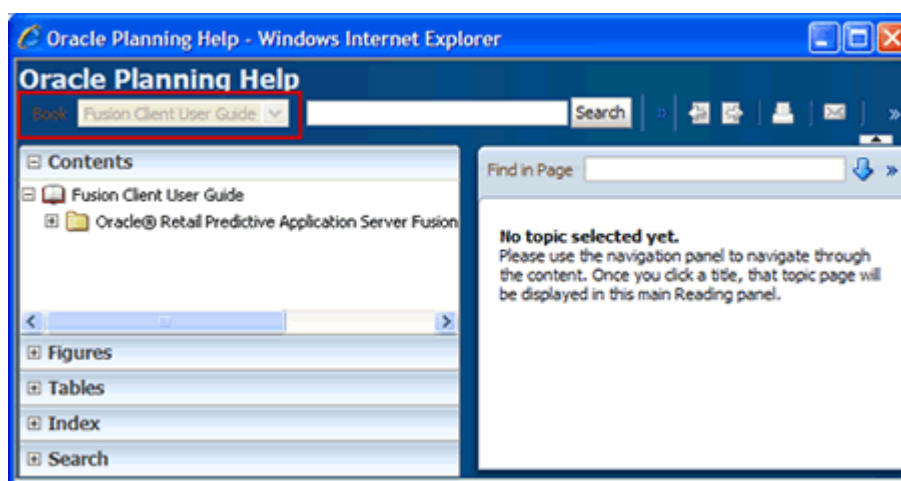 Oracle Planning Help - Windows Internet Explorer
Oracle Planning Help
Book Fusion Client User Guide Search
Contents
Fusion Client User Guide
Oracle® Retail Predictive Application Server Fusion
Figures
Tables
Index
Search
Find in Page
No topic selected yet.
Please use the navigation panel to navigate through
the content. Once you click a title, that topic page will
be displayed in this main Reading panel.